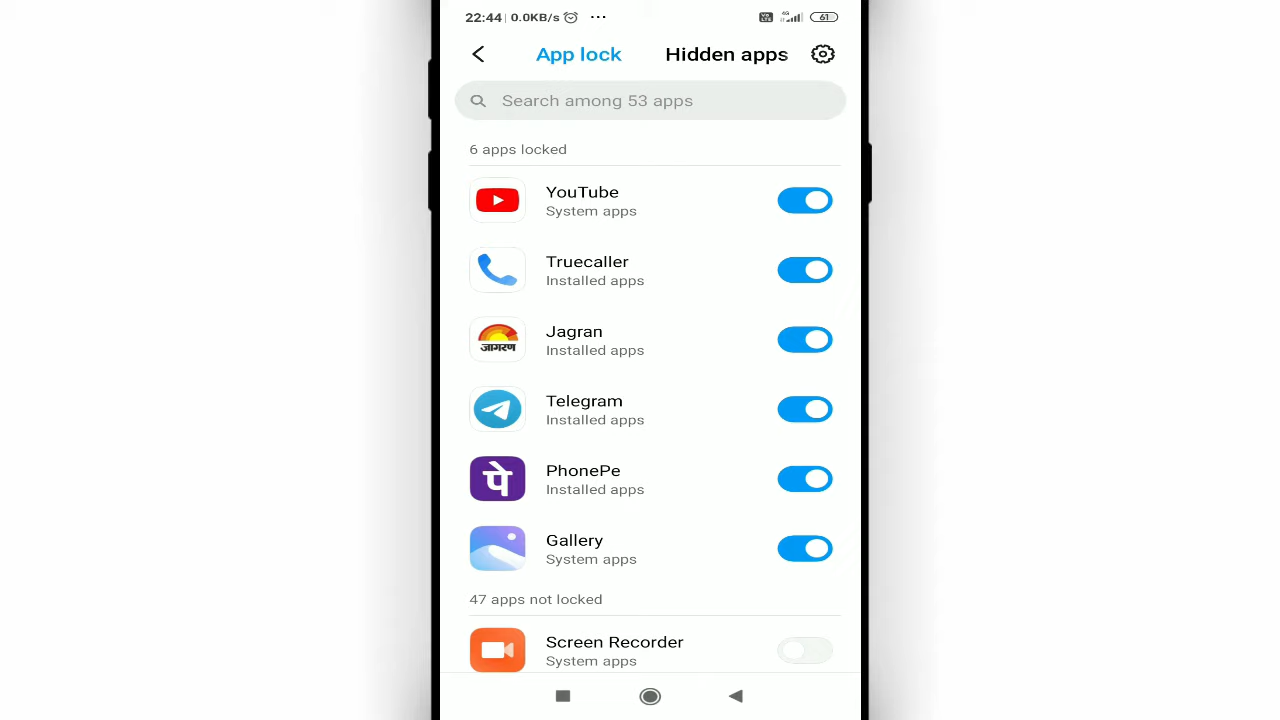 22:44 0.0KB/s ... 4G 61
App lock Hidden apps
Search among 53 apps
6 apps locked
YouTube
System apps
Truecaller
Installed apps
जागरण
Jagran
Installed apps
Telegram
Installed apps
पे
PhonePe
Installed apps
Gallery
System apps
47 apps not locked
Screen Recorder
System apps